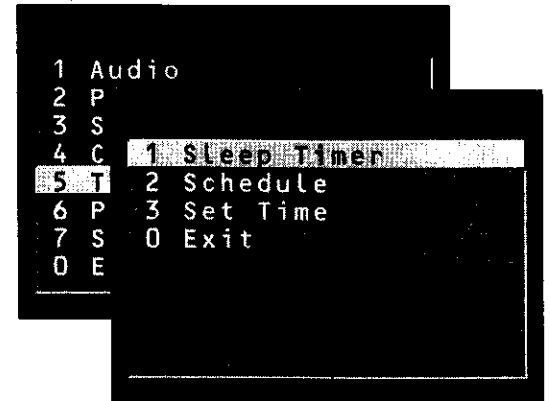 1 Audio
2 P
3 S
4 C
5 T
6 P
7 S
0 E
1 Sleep Timer
2 Schedule
3 Set Time
0 Exit